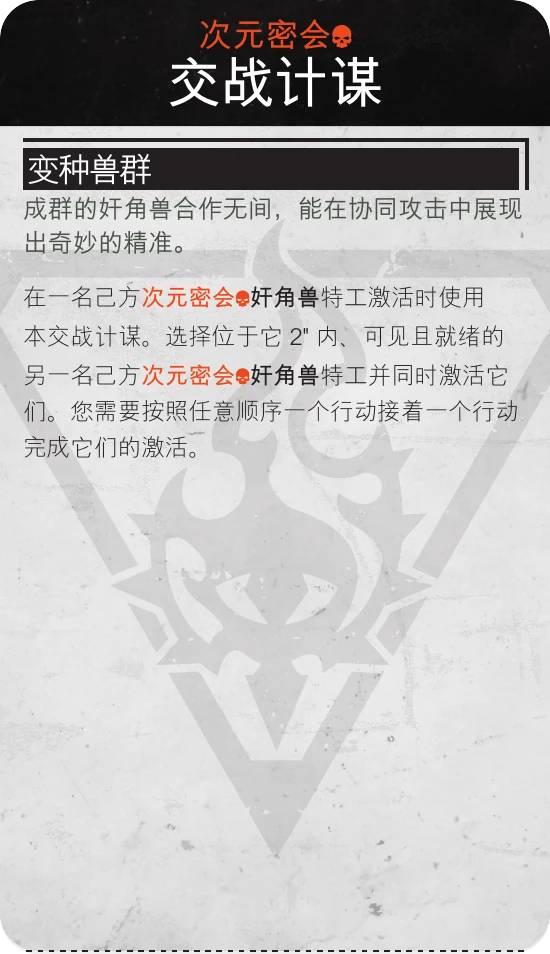 次元密会
交战计谋
变种兽群
成群的奸角兽合作无间，能在协同攻击中展现
出奇妙的精准。
在一名己方次元密会奸角兽特工激活时使用
本交战计谋。选择位于它 2" 内、可见且就绪的
另一名己方次元密会奸角兽特工并同时激活它
们。您需要按照任意顺序一个行动接着一个行动
完成它们的激活。